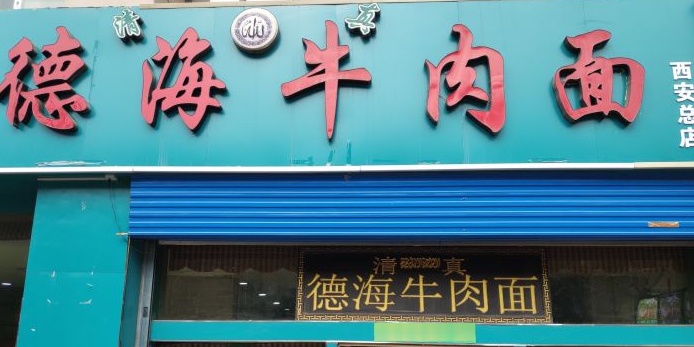 清 真
德海牛肉面
西安总店
清 真
德海牛肉面